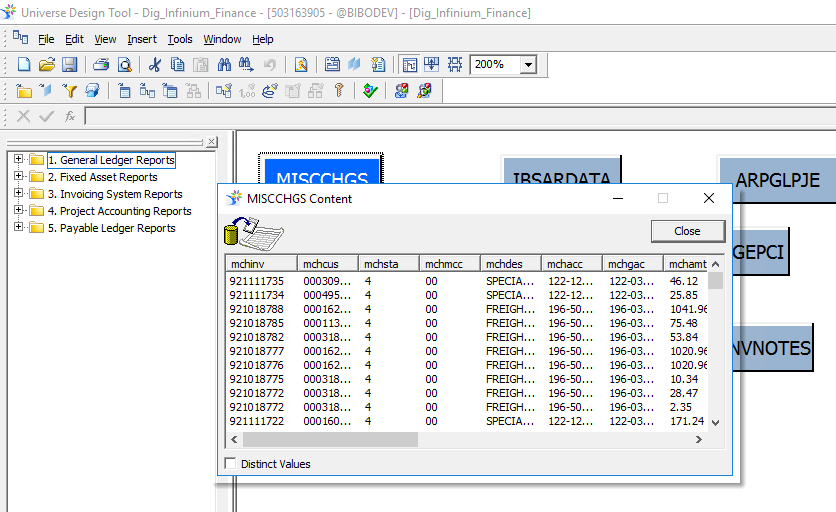 Universe Design Tool - Dig_Infinium_Finance - [503163905 - @BIBODEV] - [Dig_Infinium_Finance]
File Edit View Insert Tools Window Help
200%
1,00
fx
1. General Ledger Reports
2. Fixed Asset Reports
3. Invoicing System Reports
4. Project Accounting Reports
5. Payable Ledger Reports
MISCCHGS IBSARDATA ARPGLPJE
GEPCI
NVNOTES
MISCCHGS Content
Close
mchinv mchcus mchsta mchmcc mchdes mchacc mchgac mchamt
921111735 000309... 4 00 SPECIA... 122-12... 122-03... 46.12
921111734 000495... 4 00 SPECIA... 122-12... 122-03... 25.85
921018788 000162... 4 00 FREIGH... 196-50... 196-03... 1041.96
921018785 000113... 4 00 FREIGH... 196-50... 196-03... 75.48
921018782 000318... 4 00 FREIGH... 196-50... 196-03... 53.84
921018777 000162... 4 00 FREIGH... 196-50... 196-03... 1020.96
921018776 000162... 4 00 FREIGH... 196-50... 196-03... 1020.96
921018775 000318... 4 00 FREIGH... 196-50... 196-03... 10.34
921018772 000318... 4 00 FREIGH... 196-50... 196-03... 28.47
921018772 000318... 4 00 FREIGH... 196-50... 196-03... 2.35
921111722 000160... 4 00 SPECIA... 122-12... 122-03... 171.24
Distinct Values